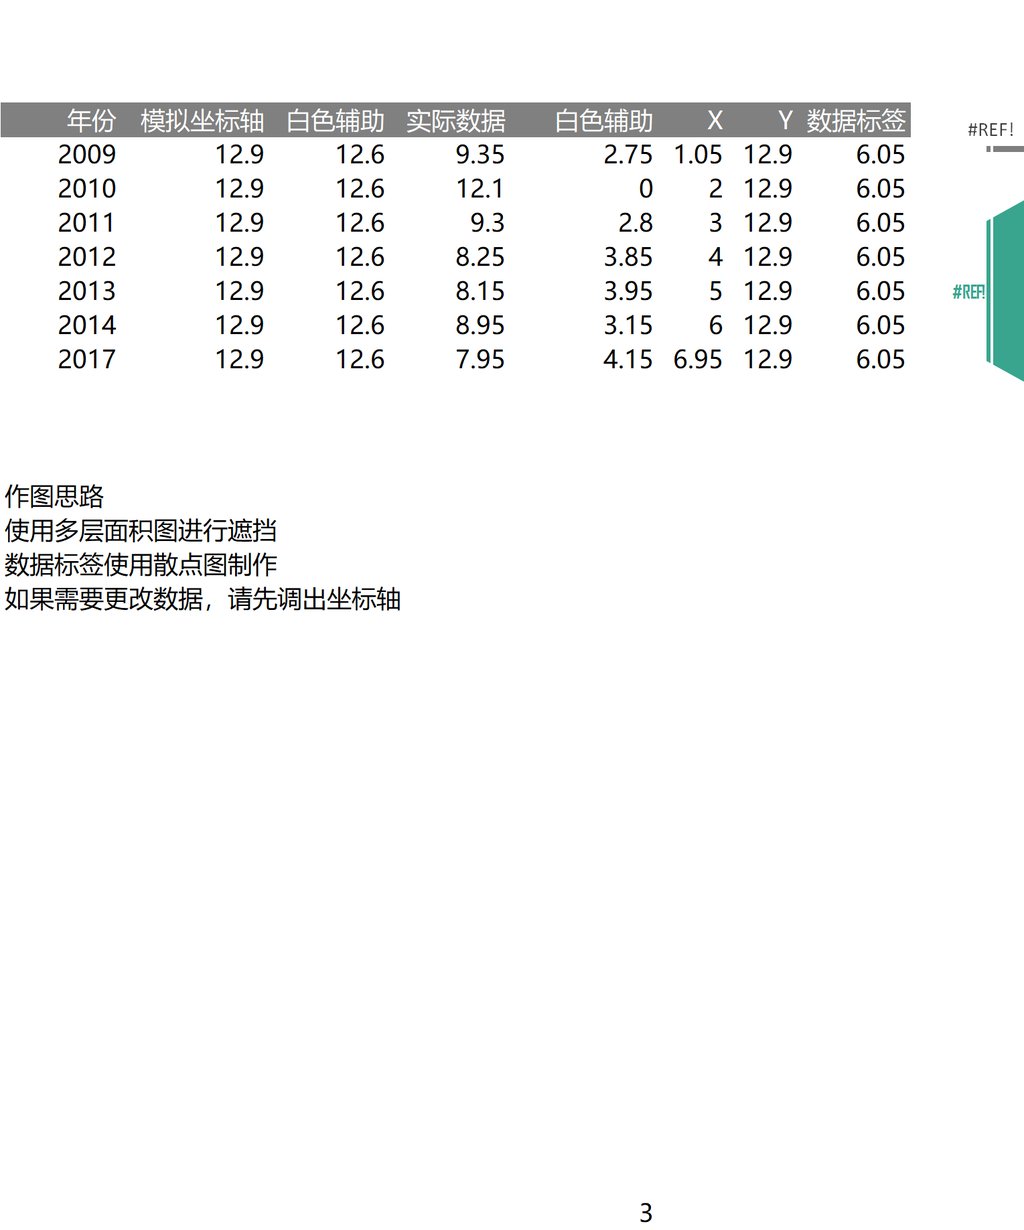 年份 模拟坐标轴 白色辅助 实际数据 白色辅助 X Y 数据标签
2009 12.9 12.6 9.35 2.75 1.05 12.9 6.05
2010 12.9 12.6 12.1 0 2 12.9 6.05
2011 12.9 12.6 9.3 2.8 3 12.9 6.05
2012 12.9 12.6 8.25 3.85 4 12.9 6.05
2013 12.9 12.6 8.15 3.95 5 12.9 6.05
2014 12.9 12.6 8.95 3.15 6 12.9 6.05
2017 12.9 12.6 7.95 4.15 6.95 12.9 6.05
#REF!
#REF!
作图思路
使用多层面积图进行遮挡
数据标签使用散点图制作
如果需要更改数据，请先调出坐标轴
3